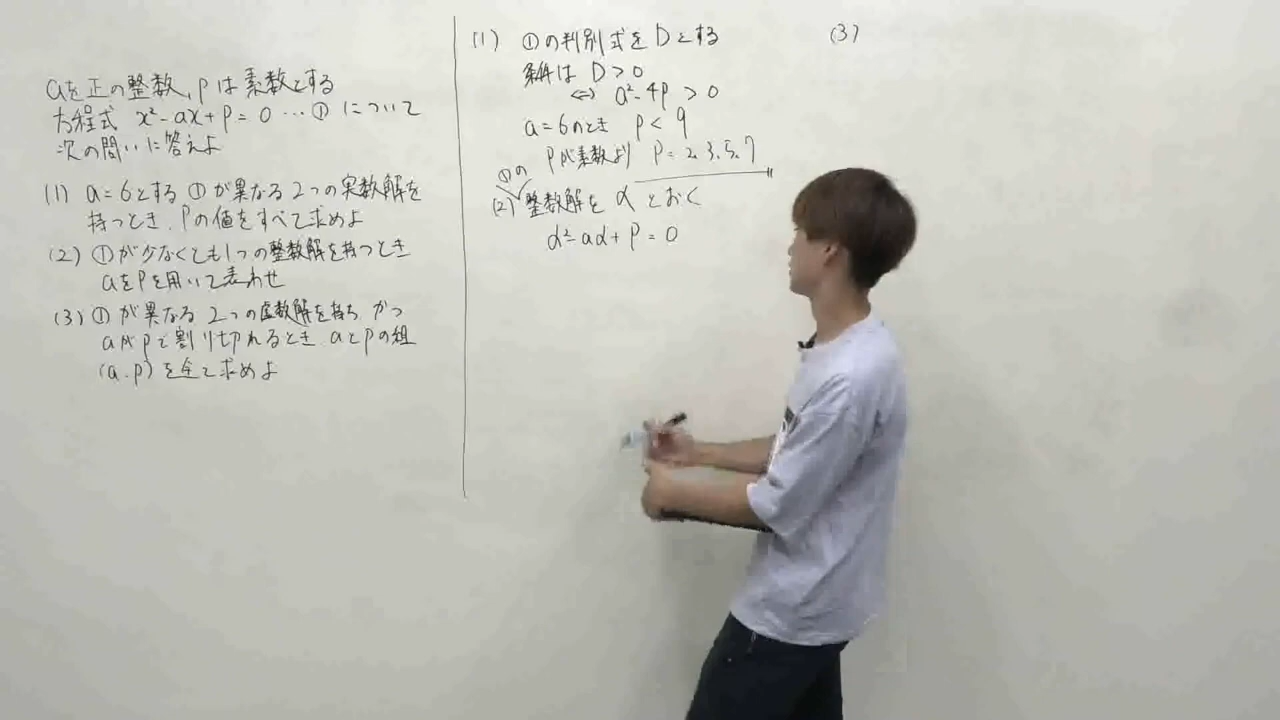 aを正の整数, pは素数とする
方程式 x²-ax+p=0 …① について
次の問いに答えよ
(1) a=6とする ①が異なる2つの実数解を
持つとき, pの値をすべて求めよ
(2) ①が少なくとも1つの整数解を持つとき
aをpを用いて表わせ
(3) ①が異なる2つの虚数解を持ち, かつ
aがpで割り切れるとき, aとpの組
(a,p)を全て求めよ
(1) ①の判別式をDとする
条件は D>0
⇔ a²-4p>0
a=6のとき p<9
pが素数より p=2,3,5,7
①の
(2) 整数解をαとおく
α²-aα+p=0
(3)